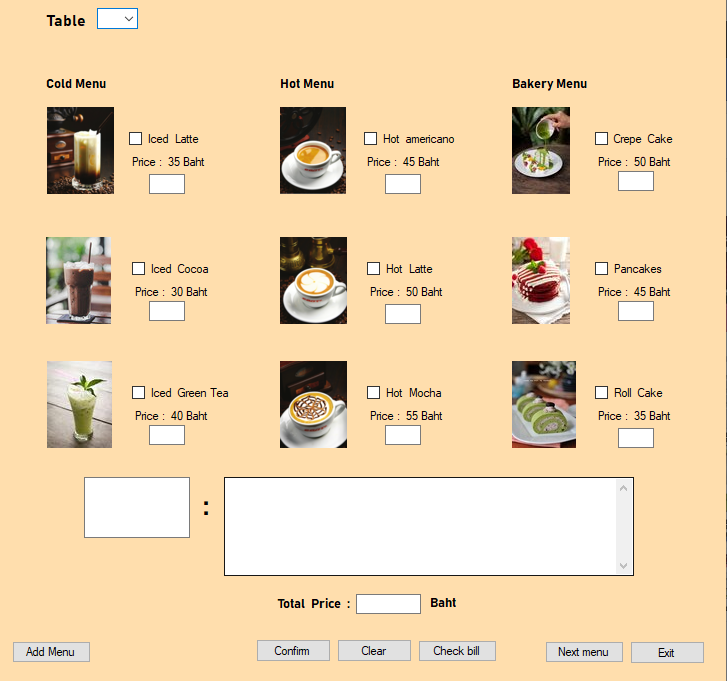 Table
Cold Menu
Hot Menu
Bakery Menu
Iced Latte
Price : 35 Baht
Hot americano
Price : 45 Baht
Crepe Cake
Price : 50 Baht
Iced Cocoa
Price : 30 Baht
Hot Latte
Price : 50 Baht
Pancakes
Price : 45 Baht
Iced Green Tea
Price : 40 Baht
Hot Mocha
Price : 55 Baht
Roll Cake
Price : 35 Baht
:
Total Price : Baht
Add Menu
Confirm
Clear
Check bill
Next menu
Exit